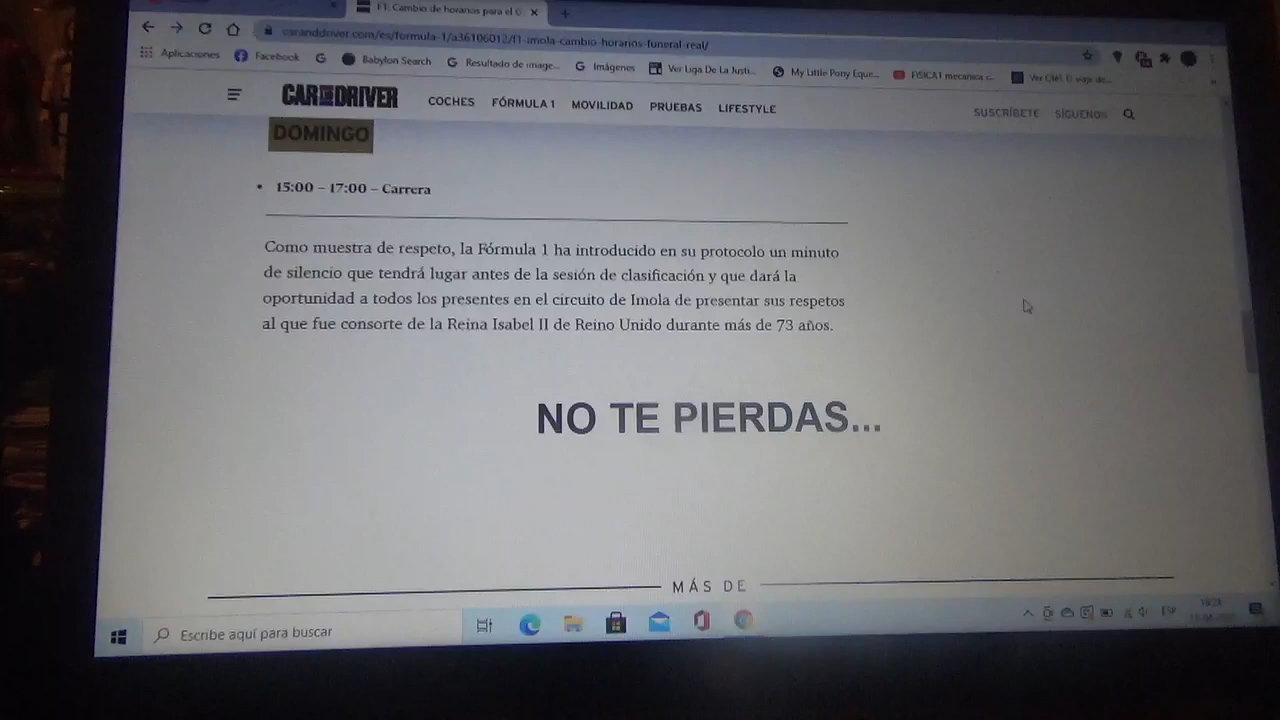 F1: Cambio de horarios para el G
caranddriver.com/es/formula-1/a36106012/f1-imola-cambio-horarios-funeral-real/
Aplicaciones Facebook Babylon Search Resultado de image... Imágenes Ver Liga De La Justi... My Little Pony Eque... FISICA1 mecanica c...
CAR AND DRIVER COCHES FÓRMULA 1 MOVILIDAD PRUEBAS LIFESTYLE SUSCRÍBETE SÍGUENOS
DOMINGO
• 15:00 – 17:00 – Carrera
Como muestra de respeto, la Fórmula 1 ha introducido en su protocolo un minuto
de silencio que tendrá lugar antes de la sesión de clasificación y que dará la
oportunidad a todos los presentes en el circuito de Imola de presentar sus respetos
al que fue consorte de la Reina Isabel II de Reino Unido durante más de 73 años.
NO TE PIERDAS...
MÁS DE
Escribe aquí para buscar
ESP